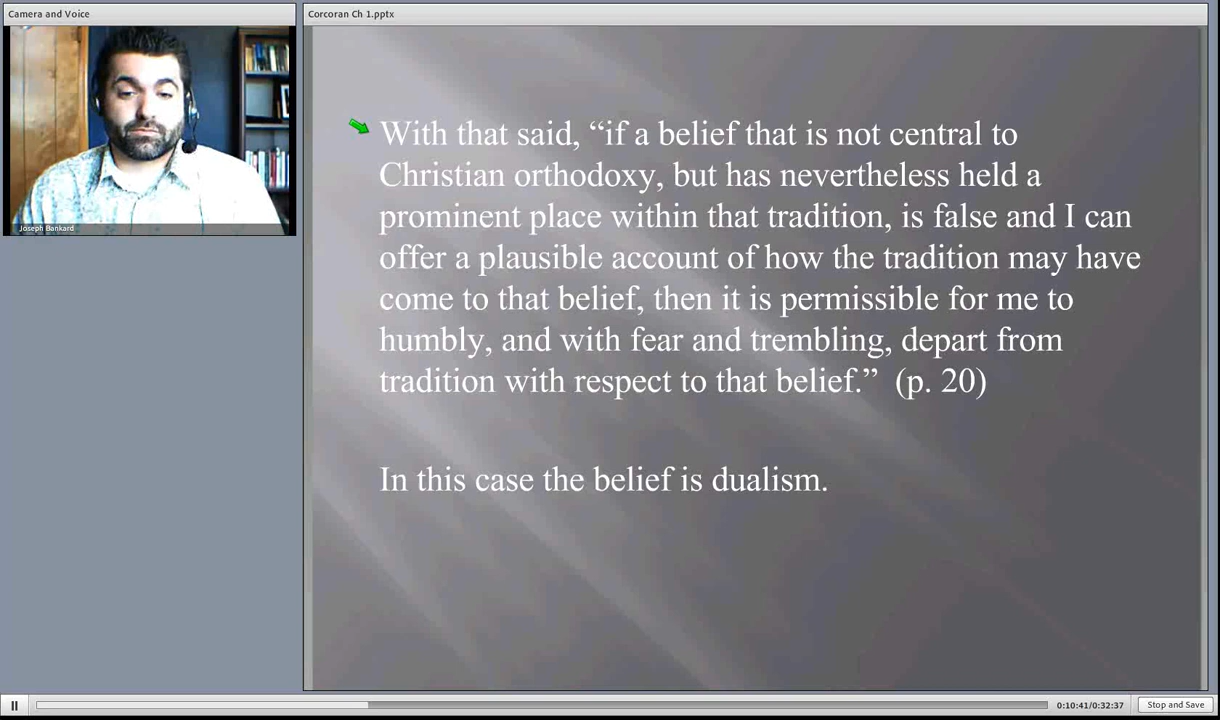 Camera and Voice
Corcoran Ch 1.pptx
Joseph Bankard
With that said, “if a belief that is not central to
Christian orthodoxy, but has nevertheless held a
prominent place within that tradition, is false and I can
offer a plausible account of how the tradition may have
come to that belief, then it is permissible for me to
humbly, and with fear and trembling, depart from
tradition with respect to that belief.” (p. 20)
In this case the belief is dualism.
0:10:41/0:32:37
Stop and Save